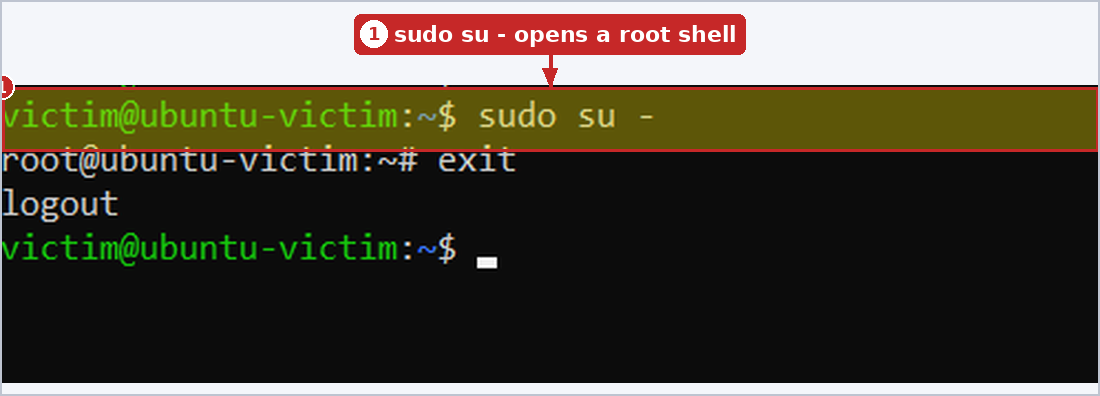 1 sudo su - opens a root shell
1
victim@ubuntu-victim:~$ sudo su -
root@ubuntu-victim:~# exit
logout
victim@ubuntu-victim:~$